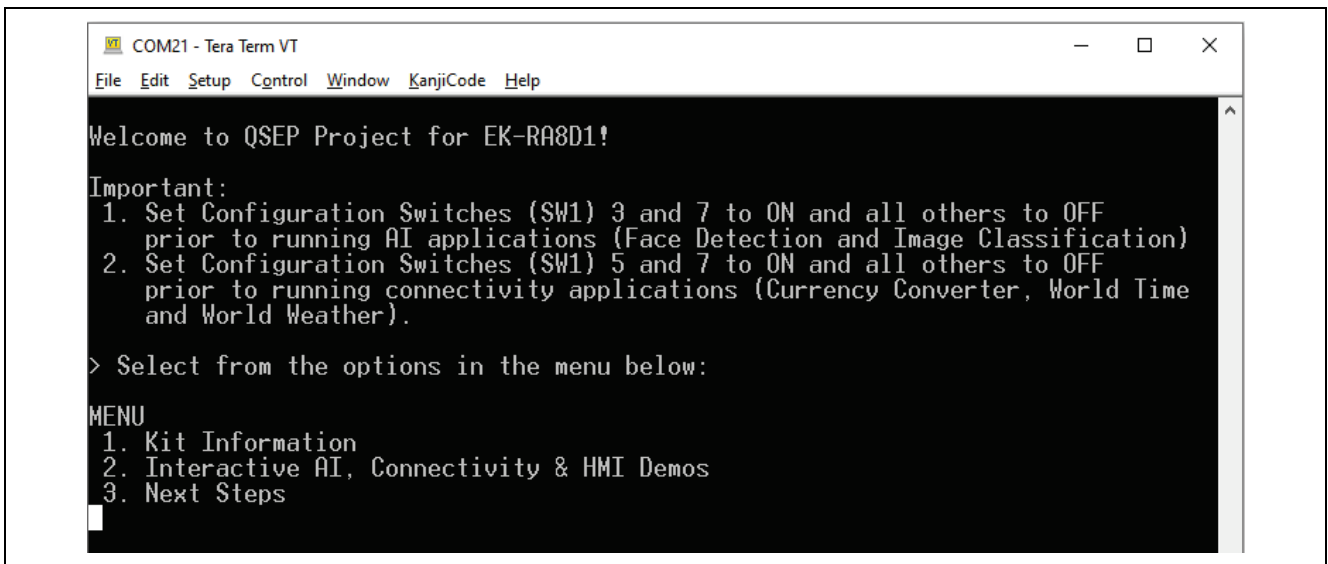 COM21 - Tera Term VT
File Edit Setup Control Window KanjiCode Help
Welcome to QSEP Project for EK-RA8D1!
Important:
1. Set Configuration Switches (SW1) 3 and 7 to ON and all others to OFF
prior to running AI applications (Face Detection and Image Classification)
2. Set Configuration Switches (SW1) 5 and 7 to ON and all others to OFF
prior to running connectivity applications (Currency Converter, World Time
and World Weather).
> Select from the options in the menu below:
MENU
1. Kit Information
2. Interactive AI, Connectivity & HMI Demos
3. Next Steps